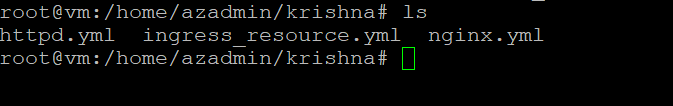 root@vm:/home/azadmin/krishna# ls
httpd.yml  ingress_resource.yml  nginx.yml
root@vm:/home/azadmin/krishna#